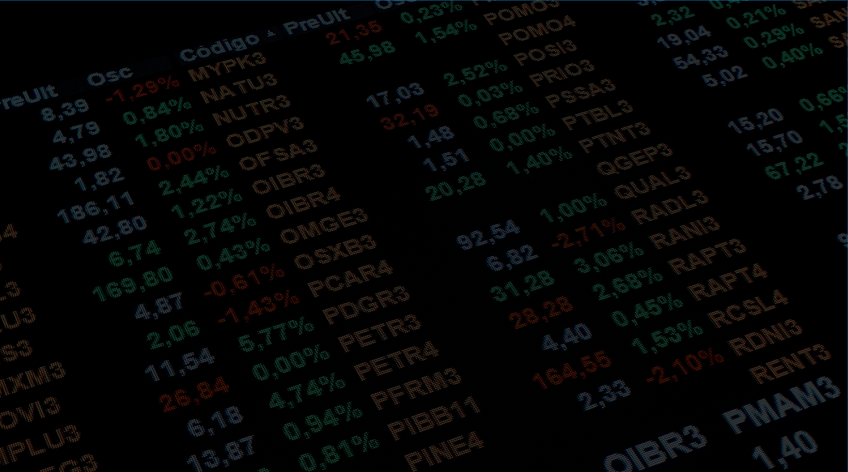 PreUlt Osc Código PreUlt
8,39 -1,29% MYPK3 21,35 0,23% POMO3
4,79 0,84% NATU3 45,98 1,54% POMO4
43,98 1,80% NUTR3 POSI3 2,32
1,82 0,00% ODPV3 17,03 2,52% PRIO3 19,04 0,21%
186,11 2,44% OFSA3 32,19 0,03% PSSA3 54,33 0,29%
42,80 1,22% OIBR3 1,48 0,68% PTBL3 5,02 0,40%
6,74 2,74% OIBR4 1,51 0,00% PTNT3
169,80 0,43% OMGE3 20,28 1,40% QGEP3 15,20 0,66%
4,87 -0,61% OSXB3 QUAL3 15,70
2,06 -1,43% PCAR4 92,54 1,00% RADL3 67,22
11,54 5,77% PDGR3 6,82 -2,71% RANI3 2,78
26,84 0,00% PETR3 31,28 3,06% RAPT3
6,18 4,74% PETR4 28,28 2,68% RAPT4
13,87 0,94% PFRM3 4,40 0,45% RCSL4
0,81% PIBB11 164,55 1,53% RDNI3
PINE4 2,33 -2,10% RENT3
OIBR3 PMAM3
1,40